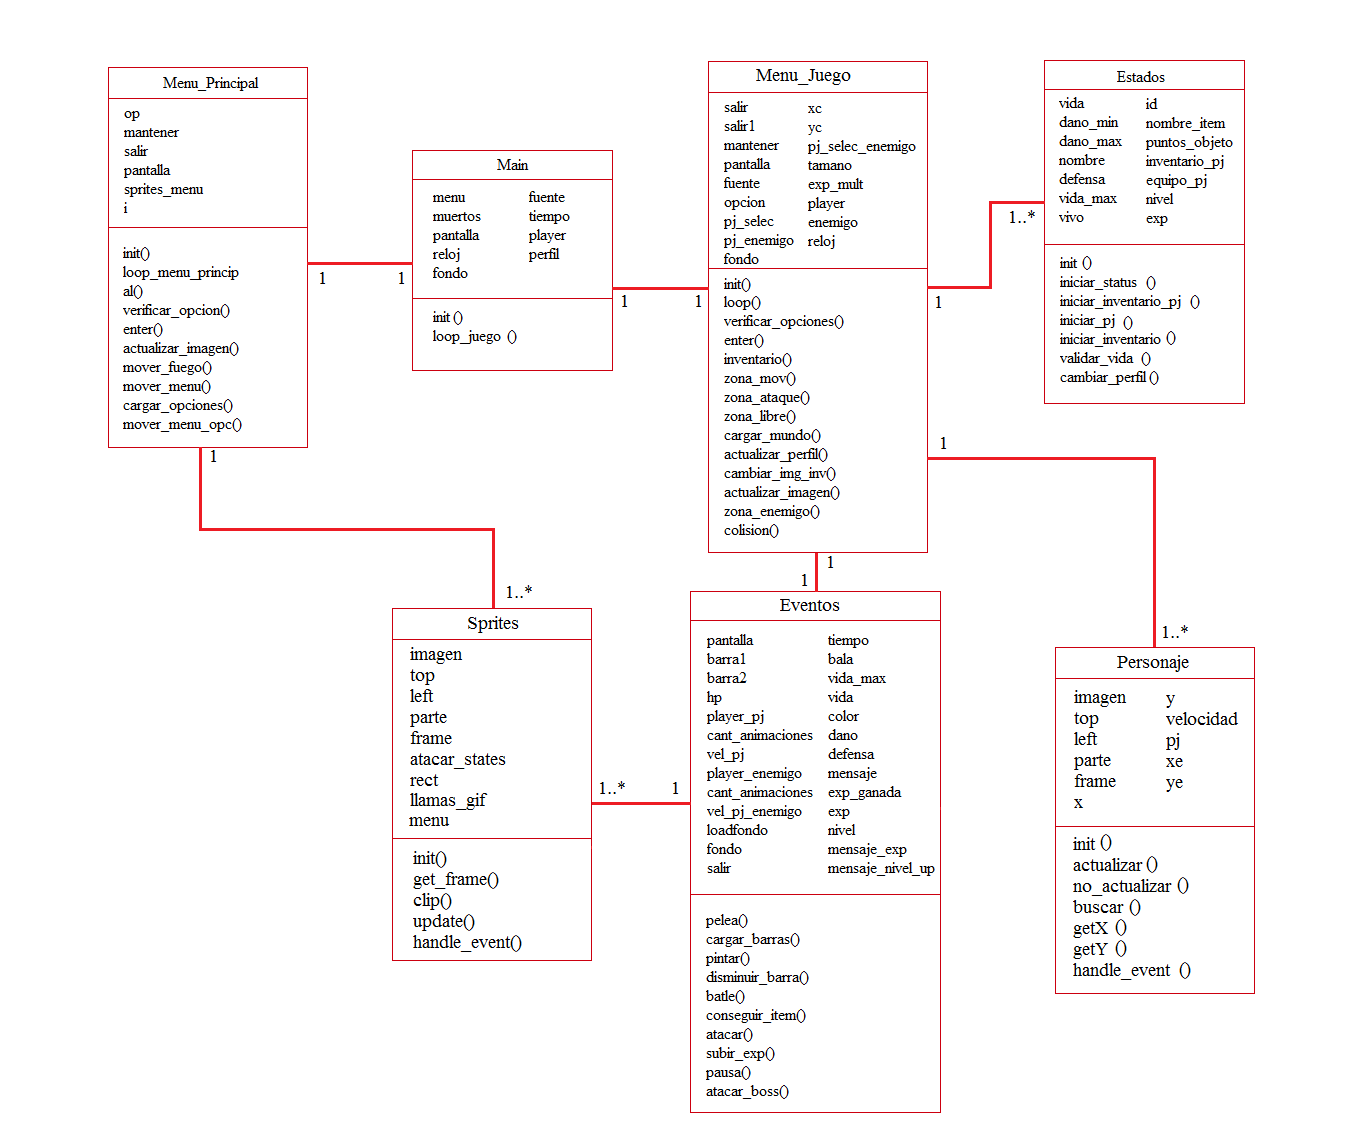 Menu_Principal
op
mantener
salir
pantalla
sprites_menu
i
init()
loop_menu_princip
al()
verificar_opcion()
enter()
actualizar_imagen()
mover_fuego()
mover_menu()
cargar_opciones()
mover_menu_opc()
1
1
1
Main
menu fuente
muertos tiempo
pantalla player
reloj perfil
fondo
init ()
loop_juego ()
1
1
Menu_Juego
salir xc
salir1 yc
mantener pj_selec_enemigo
pantalla tamano
fuente exp_mult
opcion player
pj_selec enemigo
pj_enemigo reloj
fondo
init()
loop()
verificar_opciones()
enter()
inventario()
zona_mov()
zona_ataque()
zona_libre()
cargar_mundo()
actualizar_perfil()
cambiar_img_inv()
actualizar_imagen()
zona_enemigo()
colision()
1
1..*
Estados
vida id
dano_min nombre_item
dano_max puntos_objeto
nombre inventario_pj
defensa equipo_pj
vida_max nivel
vivo exp
init ()
iniciar_status ()
iniciar_inventario_pj ()
iniciar_pj ()
iniciar_inventario ()
validar_vida ()
cambiar_perfil ()
1
1..*
1
1
1..*
Sprites
imagen
top
left
parte
frame
atacar_states
rect
llamas_gif
menu
init()
get_frame()
clip()
update()
handle_event()
1..*
1
Eventos
pantalla tiempo
barra1 bala
barra2 vida_max
hp vida
player_pj color
cant_animaciones dano
vel_pj defensa
player_enemigo mensaje
cant_animaciones exp_ganada
vel_pj_enemigo exp
loadfondo nivel
fondo mensaje_exp
salir mensaje_nivel_up
pelea()
cargar_barras()
pintar()
disminuir_barra()
batle()
conseguir_item()
atacar()
subir_exp()
pausa()
atacar_boss()
Personaje
imagen y
top velocidad
left pj
parte xe
frame ye
x
init ()
actualizar ()
no_actualizar ()
buscar ()
getX ()
getY ()
handle_event ()